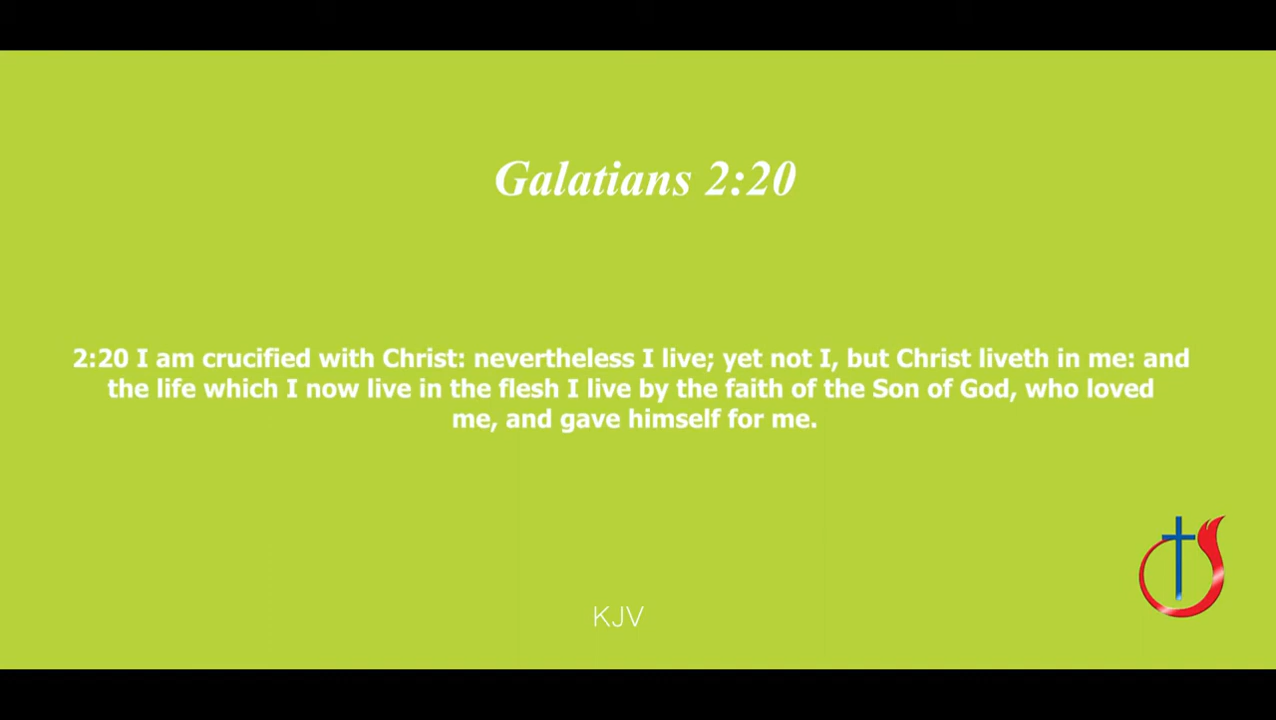 Galatians 2:20
2:20 I am crucified with Christ: nevertheless I live; yet not I, but Christ liveth in me: and
the life which I now live in the flesh I live by the faith of the Son of God, who loved
me, and gave himself for me.
KJV